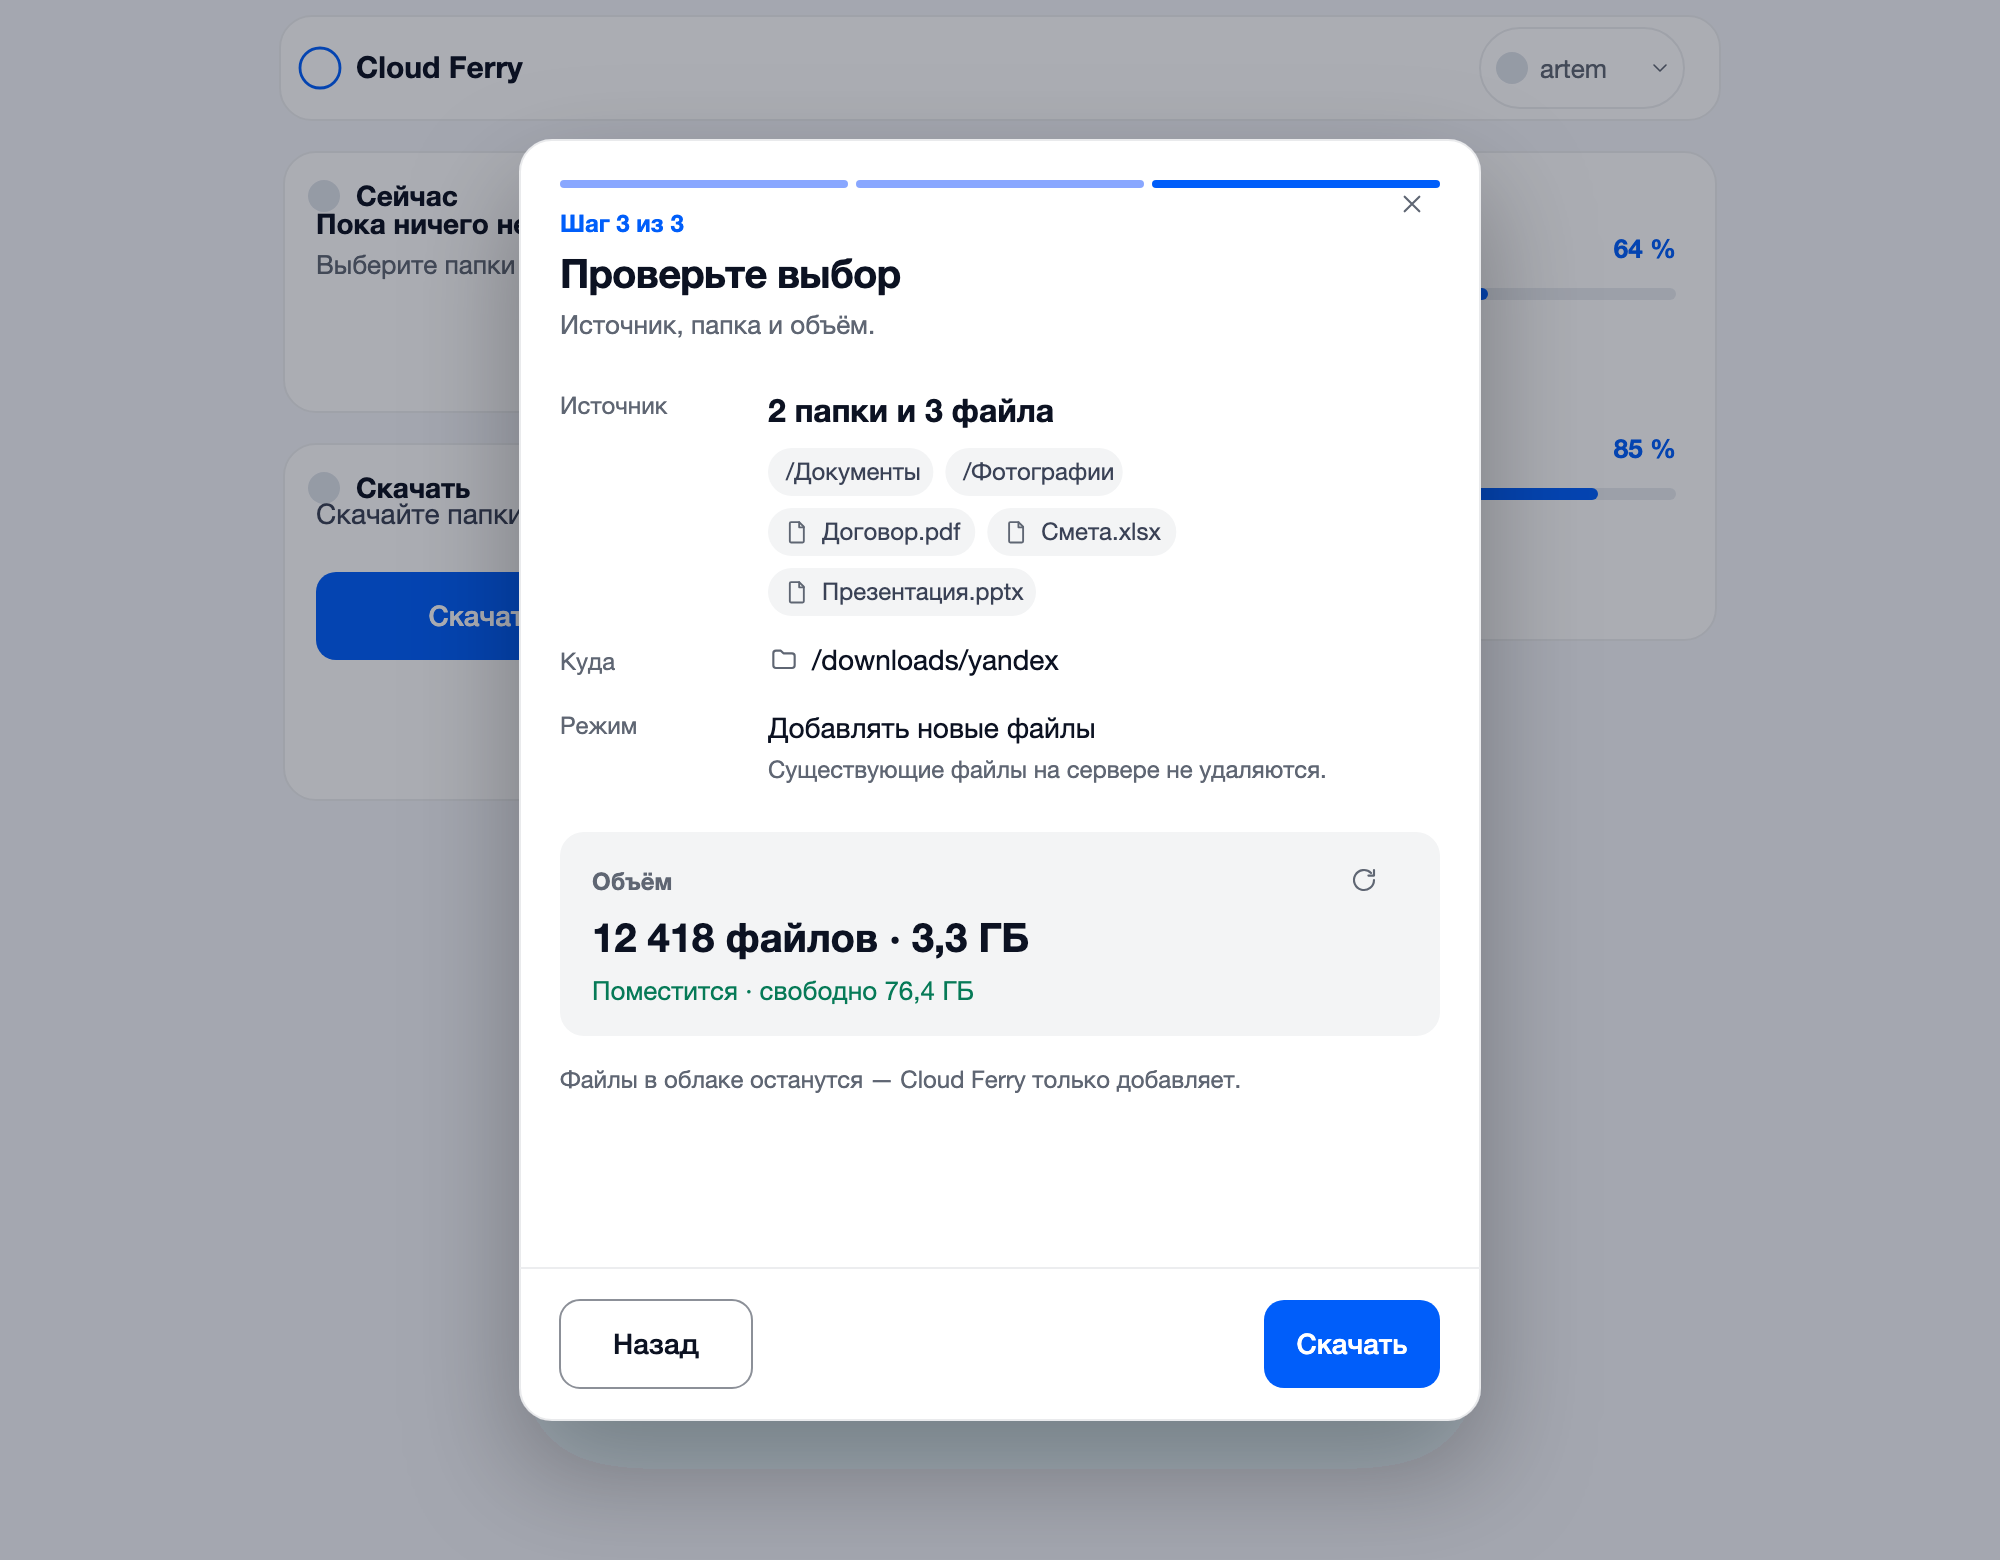 Cloud Ferry
artem
Сейчас
Пока ничего не
Выберите папки
64 %
85 %
Скачать
Скачайте папки
Скачат
Шаг 3 из 3
Проверьте выбор
Источник, папка и объём.
Источник
2 папки и 3 файла
/Документы /Фотографии
Договор.pdf Смета.xlsx
Презентация.pptx
Куда
/downloads/yandex
Режим
Добавлять новые файлы
Существующие файлы на сервере не удаляются.
Объём
12 418 файлов · 3,3 ГБ
Поместится · свободно 76,4 ГБ
Файлы в облаке останутся — Cloud Ferry только добавляет.
Назад
Скачать